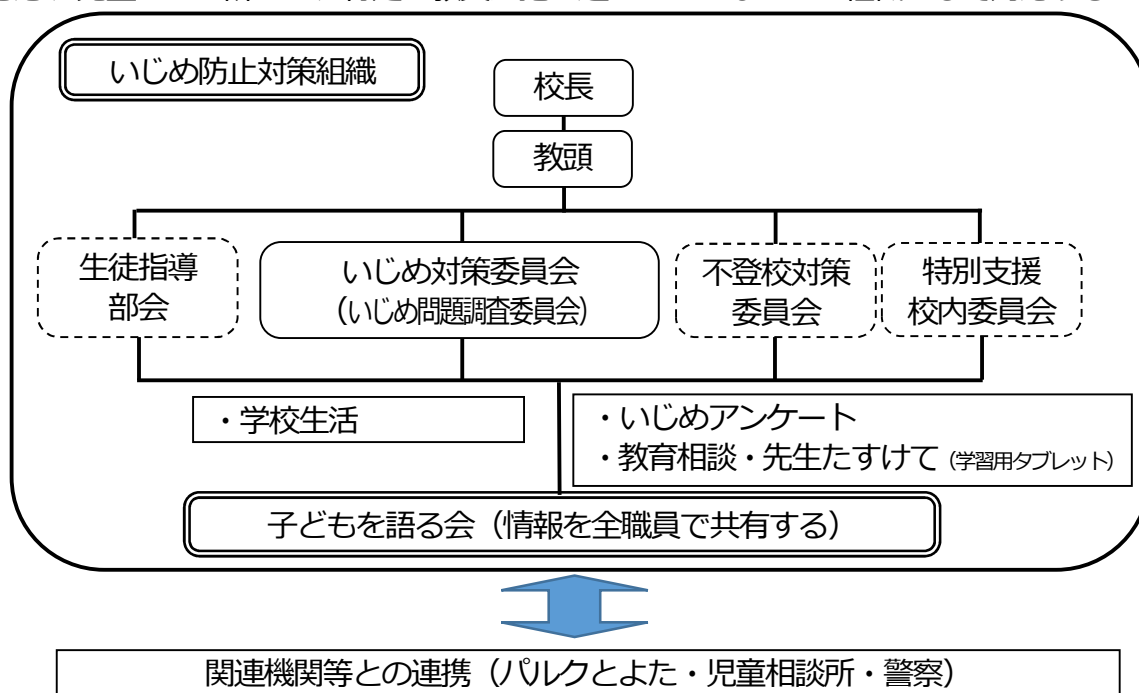 いじめ防止対策組織
校長
教頭
生徒指導
部会
いじめ対策委員会
（いじめ問題調査委員会）
不登校対策
委員会
特別支援
校内委員会
・学校生活
・いじめアンケート
・教育相談・先生たすけて（学習用タブレット）
子どもを語る会（情報を全職員で共有する）
関連機関等との連携（パルクとよた・児童相談所・警察）